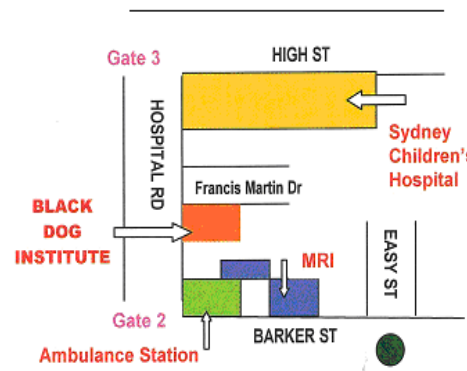 Gate 3
HIGH ST
HOSPITAL RD
Sydney
Children's
Hospital
Francis Martin Dr
BLACK
DOG
INSTITUTE
EASY ST
MRI
Gate 2
BARKER ST
Ambulance Station